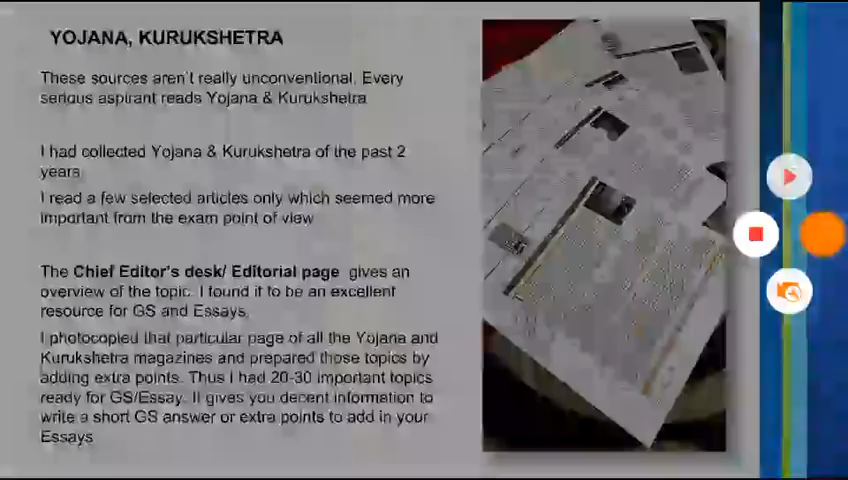 YOJANA, KURUKSHETRA
These sources aren't really unconventional. Every
serious aspirant reads Yojana & Kurukshetra
I had collected Yojana & Kurukshetra of the past 2
years.
I read a few selected articles only which seemed more
important from the exam point of view
The Chief Editor's desk/ Editorial page gives an
overview of the topic. I found it to be an excellent
resource for GS and Essays.
I photocopied that particular page of all the Yojana and
Kurukshetra magazines and prepared those topics by
adding extra points. Thus I had 20-30 important topics
ready for GS/Essay. It gives you decent information to
write a short GS answer or extra points to add in your
Essays